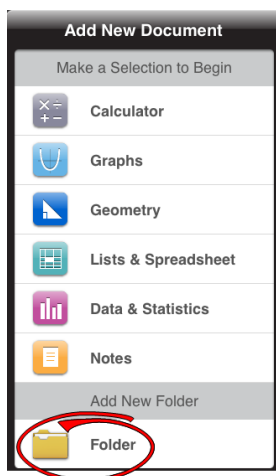 Add New Document
Make a Selection to Begin
Calculator
Graphs
Geometry
Lists & Spreadsheet
Data & Statistics
Notes
Add New Folder
Folder